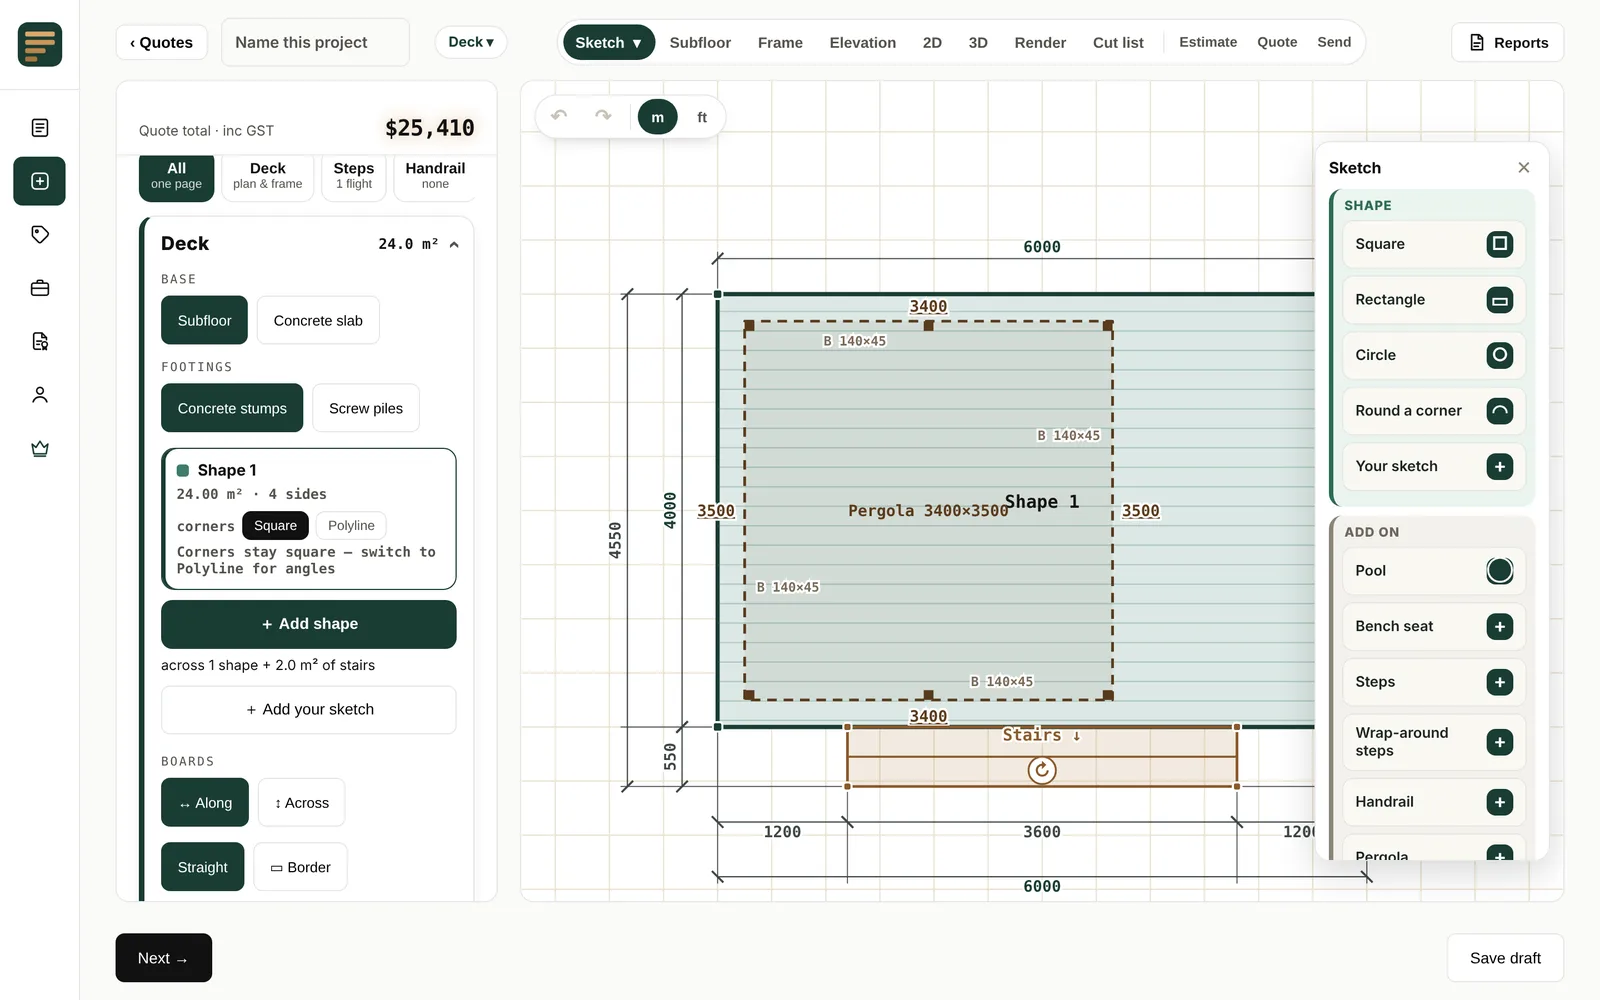 ‹ Quotes
Name this project
Deck ▾
Sketch ▾
Subfloor
Frame
Elevation
2D
3D
Render
Cut list
Estimate
Quote
Send
Reports
Quote total · inc GST
$25,410
All
one page
Deck
plan & frame
Steps
1 flight
Handrail
none
Deck
24.0 m²
BASE
Subfloor
Concrete slab
FOOTINGS
Concrete stumps
Screw piles
Shape 1
24.00 m² · 4 sides
corners
Square
Polyline
Corners stay square — switch to
Polyline for angles
+ Add shape
across 1 shape + 2.0 m² of stairs
+ Add your sketch
BOARDS
↔ Along
↕ Across
Straight
▭ Border
Next →
Save draft
m
ft
6000
3400
B 140×45
B 140×45
4000
4550
3500
Pergola 3400×3500
Shape 1
3500
B 140×45
B 140×45
3400
Stairs ↓
550
1200
3600
1200
6000
Sketch
×
SHAPE
Square
Rectangle
Circle
Round a corner
Your sketch
ADD ON
Pool
Bench seat
Steps
Wrap-around
steps
Handrail
Pergola